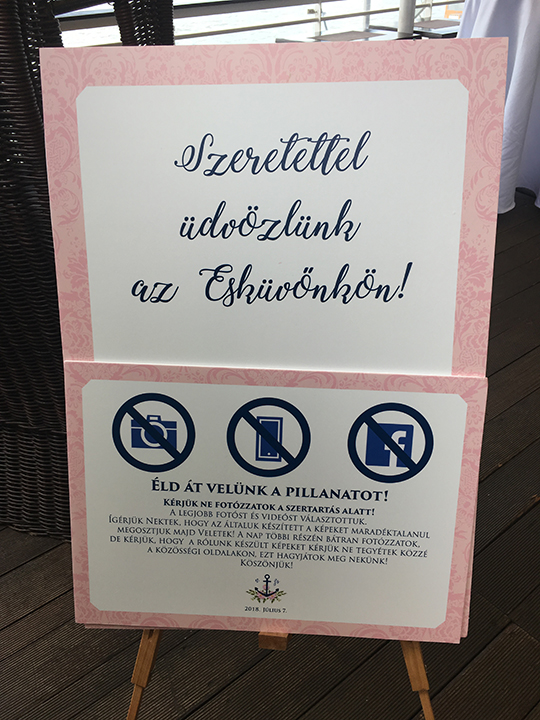 Szeretettel
üdvözlünk
az Esküvőnkön!
f
ÉLD ÁT VELÜNK A PILLANATOT!
KÉRJÜK NE FOTÓZZATOK A SZERTARTÁS ALATT!
A LEGJOBB FOTÓST ÉS VIDEÓST VÁLASZTOTTUK.
ÍGÉRJÜK NEKTEK, HOGY AZ ÁLTALUK KÉSZÍTETT A KÉPEKET MARADÉKTALANUL
MEGOSZTJUK MAJD VELETEK! A NAP TÖBBI RÉSZÉN BÁTRAN FOTÓZZATOK,
DE KÉRJÜK, HOGY A RÓLUNK KÉSZÜLT KÉPEKET KÉRJÜK NE TEGYÉTEK KÖZZÉ
A KÖZÖSSÉGI OLDALAKON, EZT HAGYJÁTOK MEG NEKÜNK!
KÖSZÖNJÜK!
2018. JÚLIUS 7.